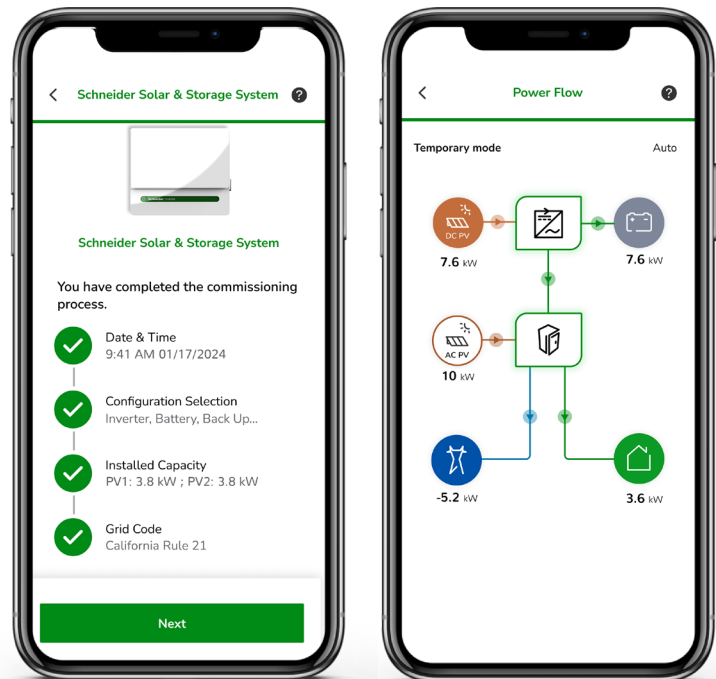 Schneider Solar & Storage System
?
Schneider Solar & Storage System
You have completed the commissioning
process.
Date & Time
9:41 AM 01/17/2024
Configuration Selection
Inverter, Battery, Back Up...
Installed Capacity
PV1: 3.8 kW ; PV2: 3.8 kW
Grid Code
California Rule 21
Next
Power Flow
?
Temporary mode
Auto
DC PV
7.6 kW
7.6 kW
AC PV
10 kW
-5.2 kW
3.6 kW